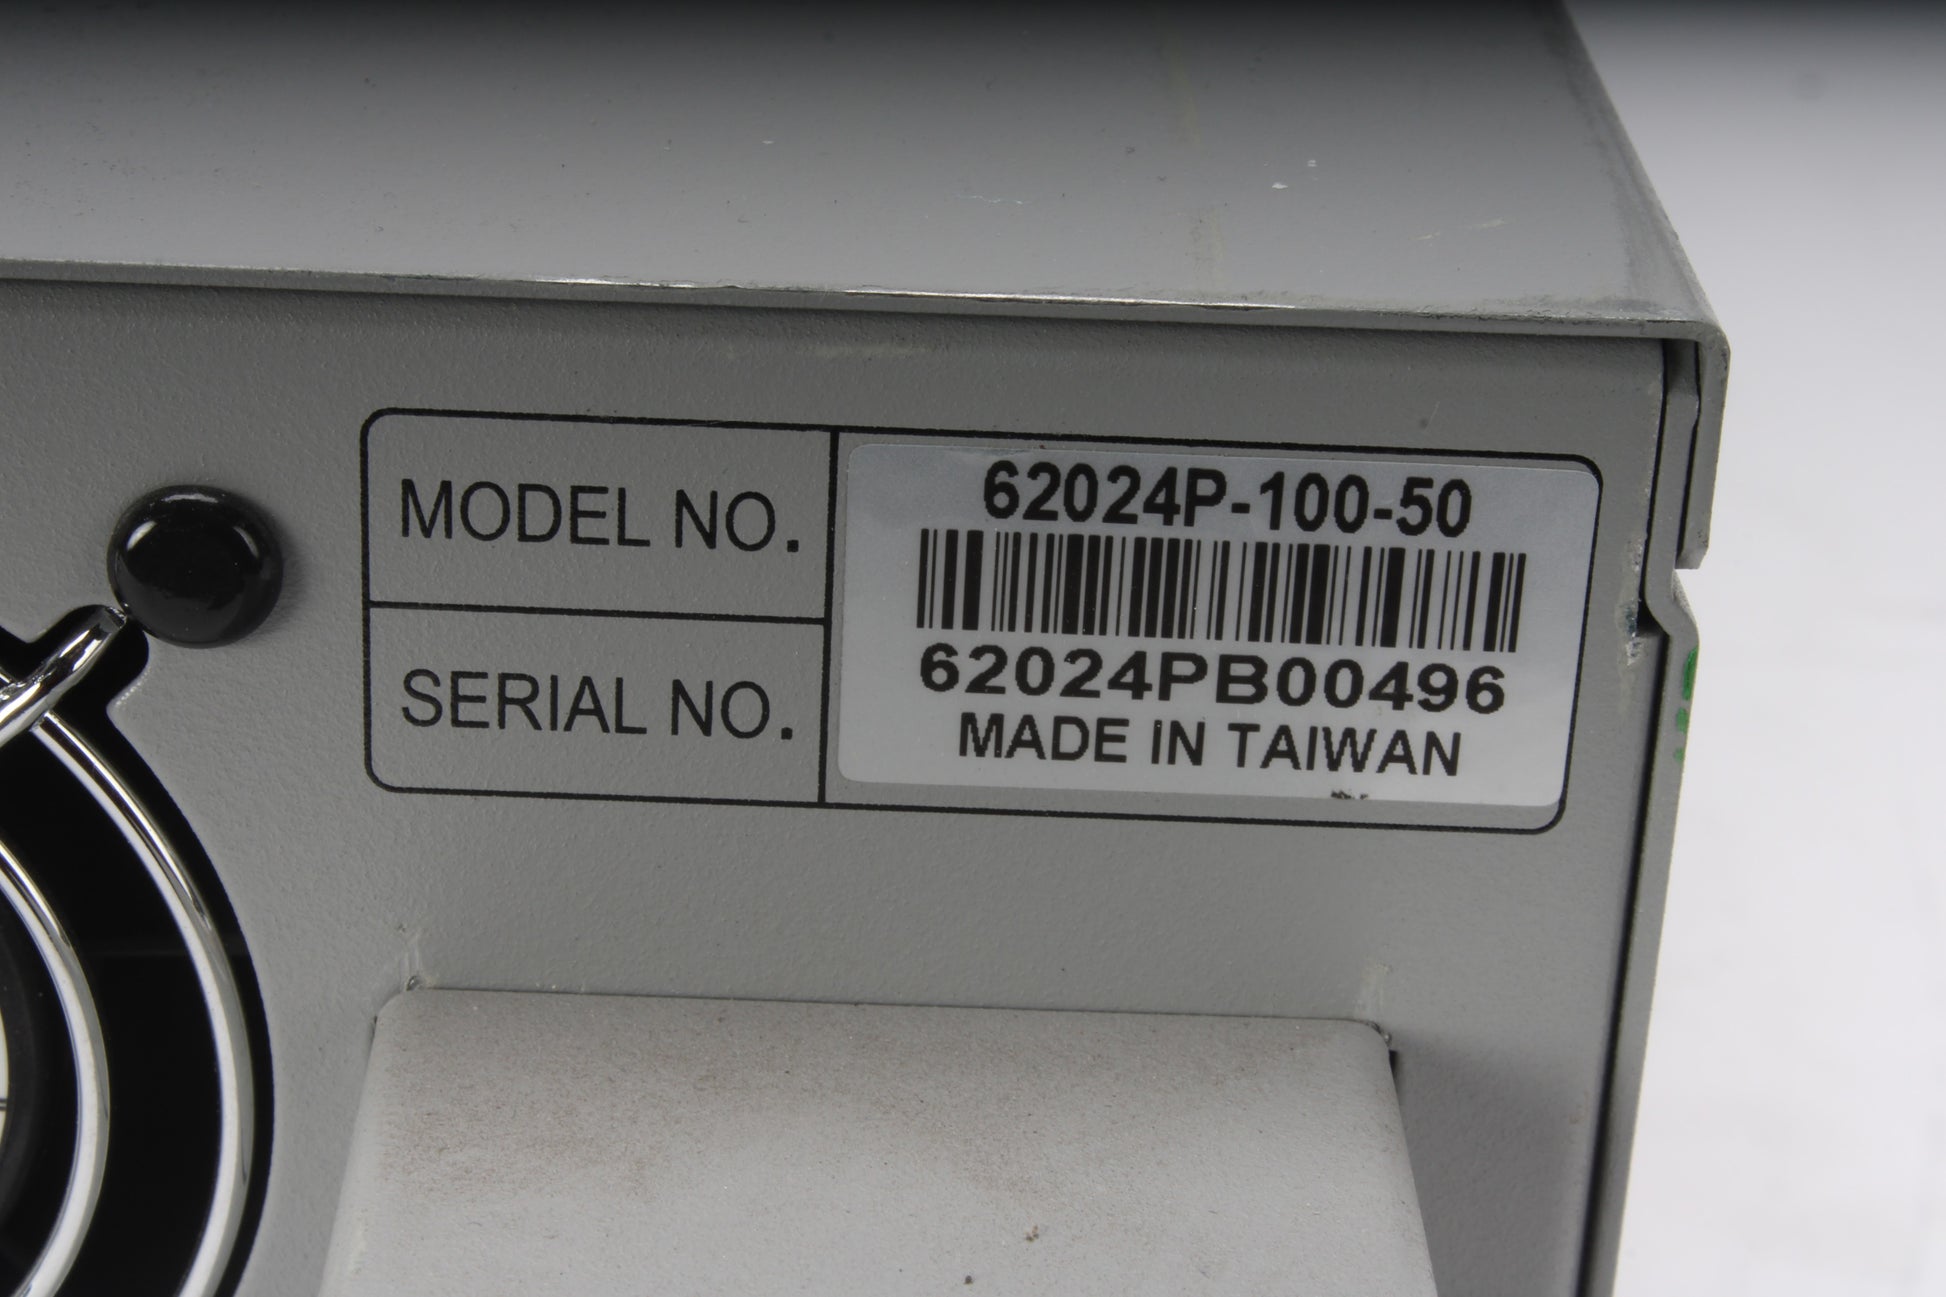 MODEL NO.
62024P-100-50
SERIAL NO.
62024PB00496
MADE IN TAIWAN